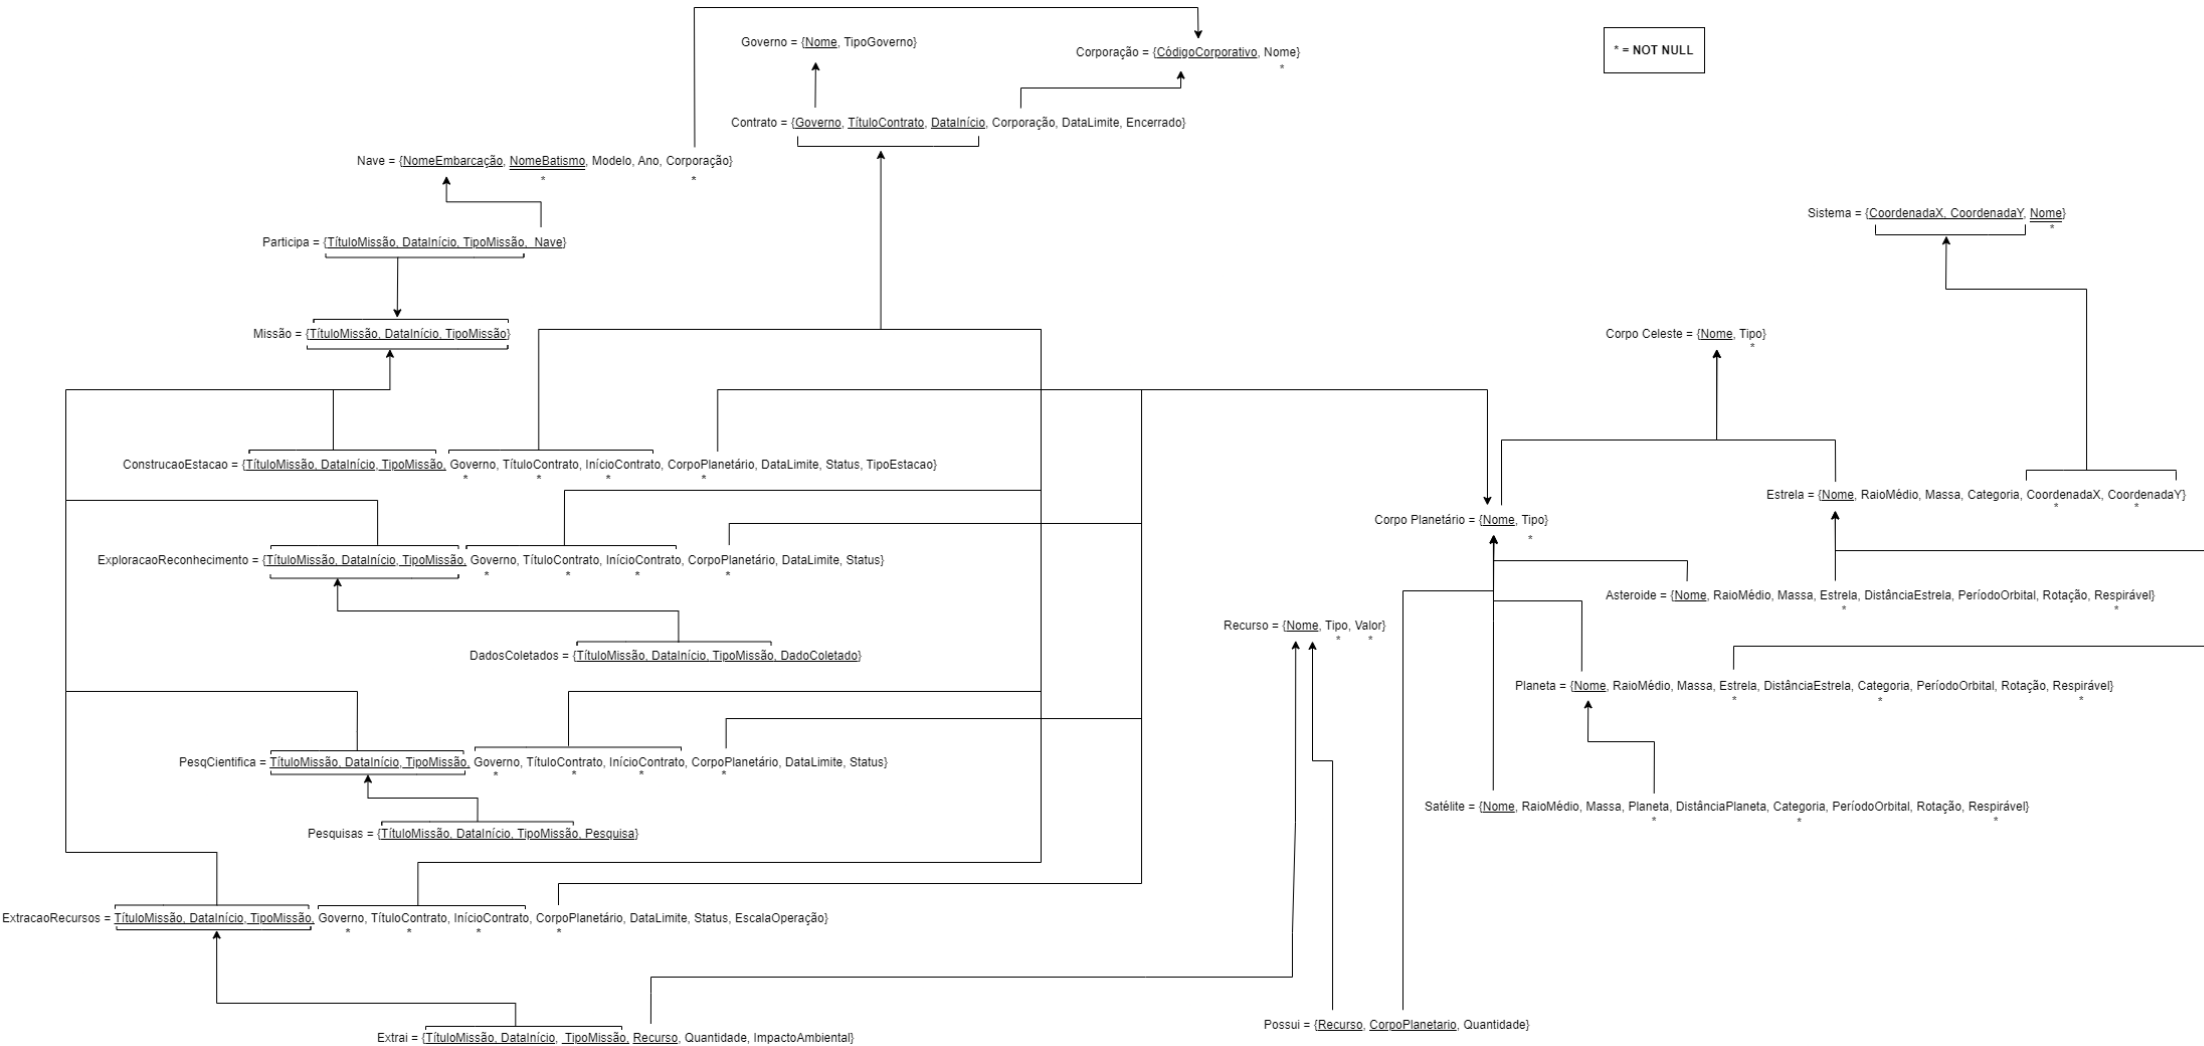 Governo = {Nome, TipoGoverno}
Corporação = {CódigoCorporativo, Nome}
*
* = NOT NULL
Contrato = {Governo, TítuloContrato, DataInício, Corporação, DataLimite, Encerrado}
Nave = {NomeEmbarcação, NomeBatismo, Modelo, Ano, Corporação}
* *
Sistema = {CoordenadaX, CoordenadaY, Nome}
*
Participa = {TítuloMissão, DataInício, TipoMissão, Nave}
Missão = {TítuloMissão, DataInício, TipoMissão}
Corpo Celeste = {Nome, Tipo}
*
ConstrucaoEstacao = {TítuloMissão, DataInício, TipoMissão, Governo, TítuloContrato, InícioContrato, CorpoPlanetário, DataLimite, Status, TipoEstacao}
* * * *
Estrela = {Nome, RaioMédio, Massa, Categoria, CoordenadaX, CoordenadaY}
* *
Corpo Planetário = {Nome, Tipo}
*
ExploracaoReconhecimento = {TítuloMissão, DataInício, TipoMissão, Governo, TítuloContrato, InícioContrato, CorpoPlanetário, DataLimite, Status}
* * * *
Asteroide = {Nome, RaioMédio, Massa, Estrela, DistânciaEstrela, PeríodoOrbital, Rotação, Respirável}
* *
Recurso = {Nome, Tipo, Valor}
* *
DadosColetados = {TítuloMissão, DataInício, TipoMissão, DadoColetado}
Planeta = {Nome, RaioMédio, Massa, Estrela, DistânciaEstrela, Categoria, PeríodoOrbital, Rotação, Respirável}
* * *
PesqCientifica = TítuloMissão, DataInício, TipoMissão, Governo, TítuloContrato, InícioContrato, CorpoPlanetário, DataLimite, Status}
* * * *
Satélite = {Nome, RaioMédio, Massa, Planeta, DistânciaPlaneta, Categoria, PeríodoOrbital, Rotação, Respirável}
* * *
Pesquisas = {TítuloMissão, DataInício, TipoMissão, Pesquisa}
ExtracaoRecursos = TítuloMissão, DataInício, TipoMissão, Governo, TítuloContrato, InícioContrato, CorpoPlanetário, DataLimite, Status, EscalaOperação}
* * * *
Possui = {Recurso, CorpoPlanetario, Quantidade}
Extrai = {TítuloMissão, DataInício, TipoMissão, Recurso, Quantidade, ImpactoAmbiental}